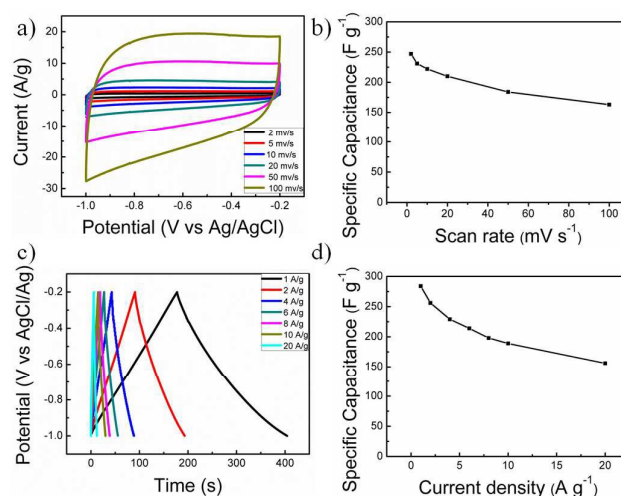 a)
Current (A/g)
30
20
10
0
-10
-20
-30
2 mv/s
5 mv/s
10 mv/s
20 mv/s
50 mv/s
100 mv/s
-1.0
-0.8
-0.6
-0.4
-0.2
Potential (V vs Ag/AgCl)
b)
Specific Capacitance (F g⁻¹)
300
250
200
150
100
50
0
0
20
40
60
80
100
Scan rate (mV s⁻¹)
c)
Potential (V vs AgCl/Ag)
-0.2
-0.4
-0.6
-0.8
-1.0
1 A/g
2 A/g
4 A/g
6 A/g
8 A/g
10 A/g
20 A/g
0
100
200
300
400
Time (s)
d)
Specific Capacitance (F g⁻¹)
300
250
200
150
100
50
0
0
5
10
15
20
Current density (A g⁻¹)